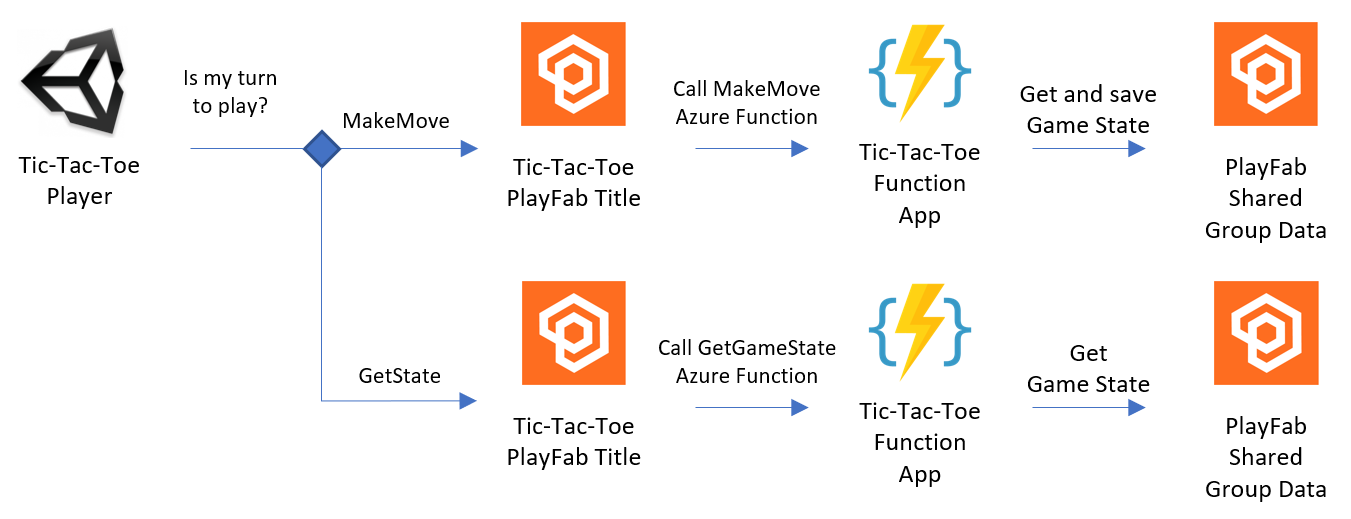 Is my turn
to play?
MakeMove
Call MakeMove
Azure Function
Get and save
Game State
Tic-Tac-Toe
Player
Tic-Tac-Toe
PlayFab Title
Tic-Tac-Toe
Function
App
PlayFab
Shared
Group Data
GetState
Call GetGameState
Azure Function
Get
Game State
Tic-Tac-Toe
PlayFab Title
Tic-Tac-Toe
Function
App
PlayFab
Shared
Group Data